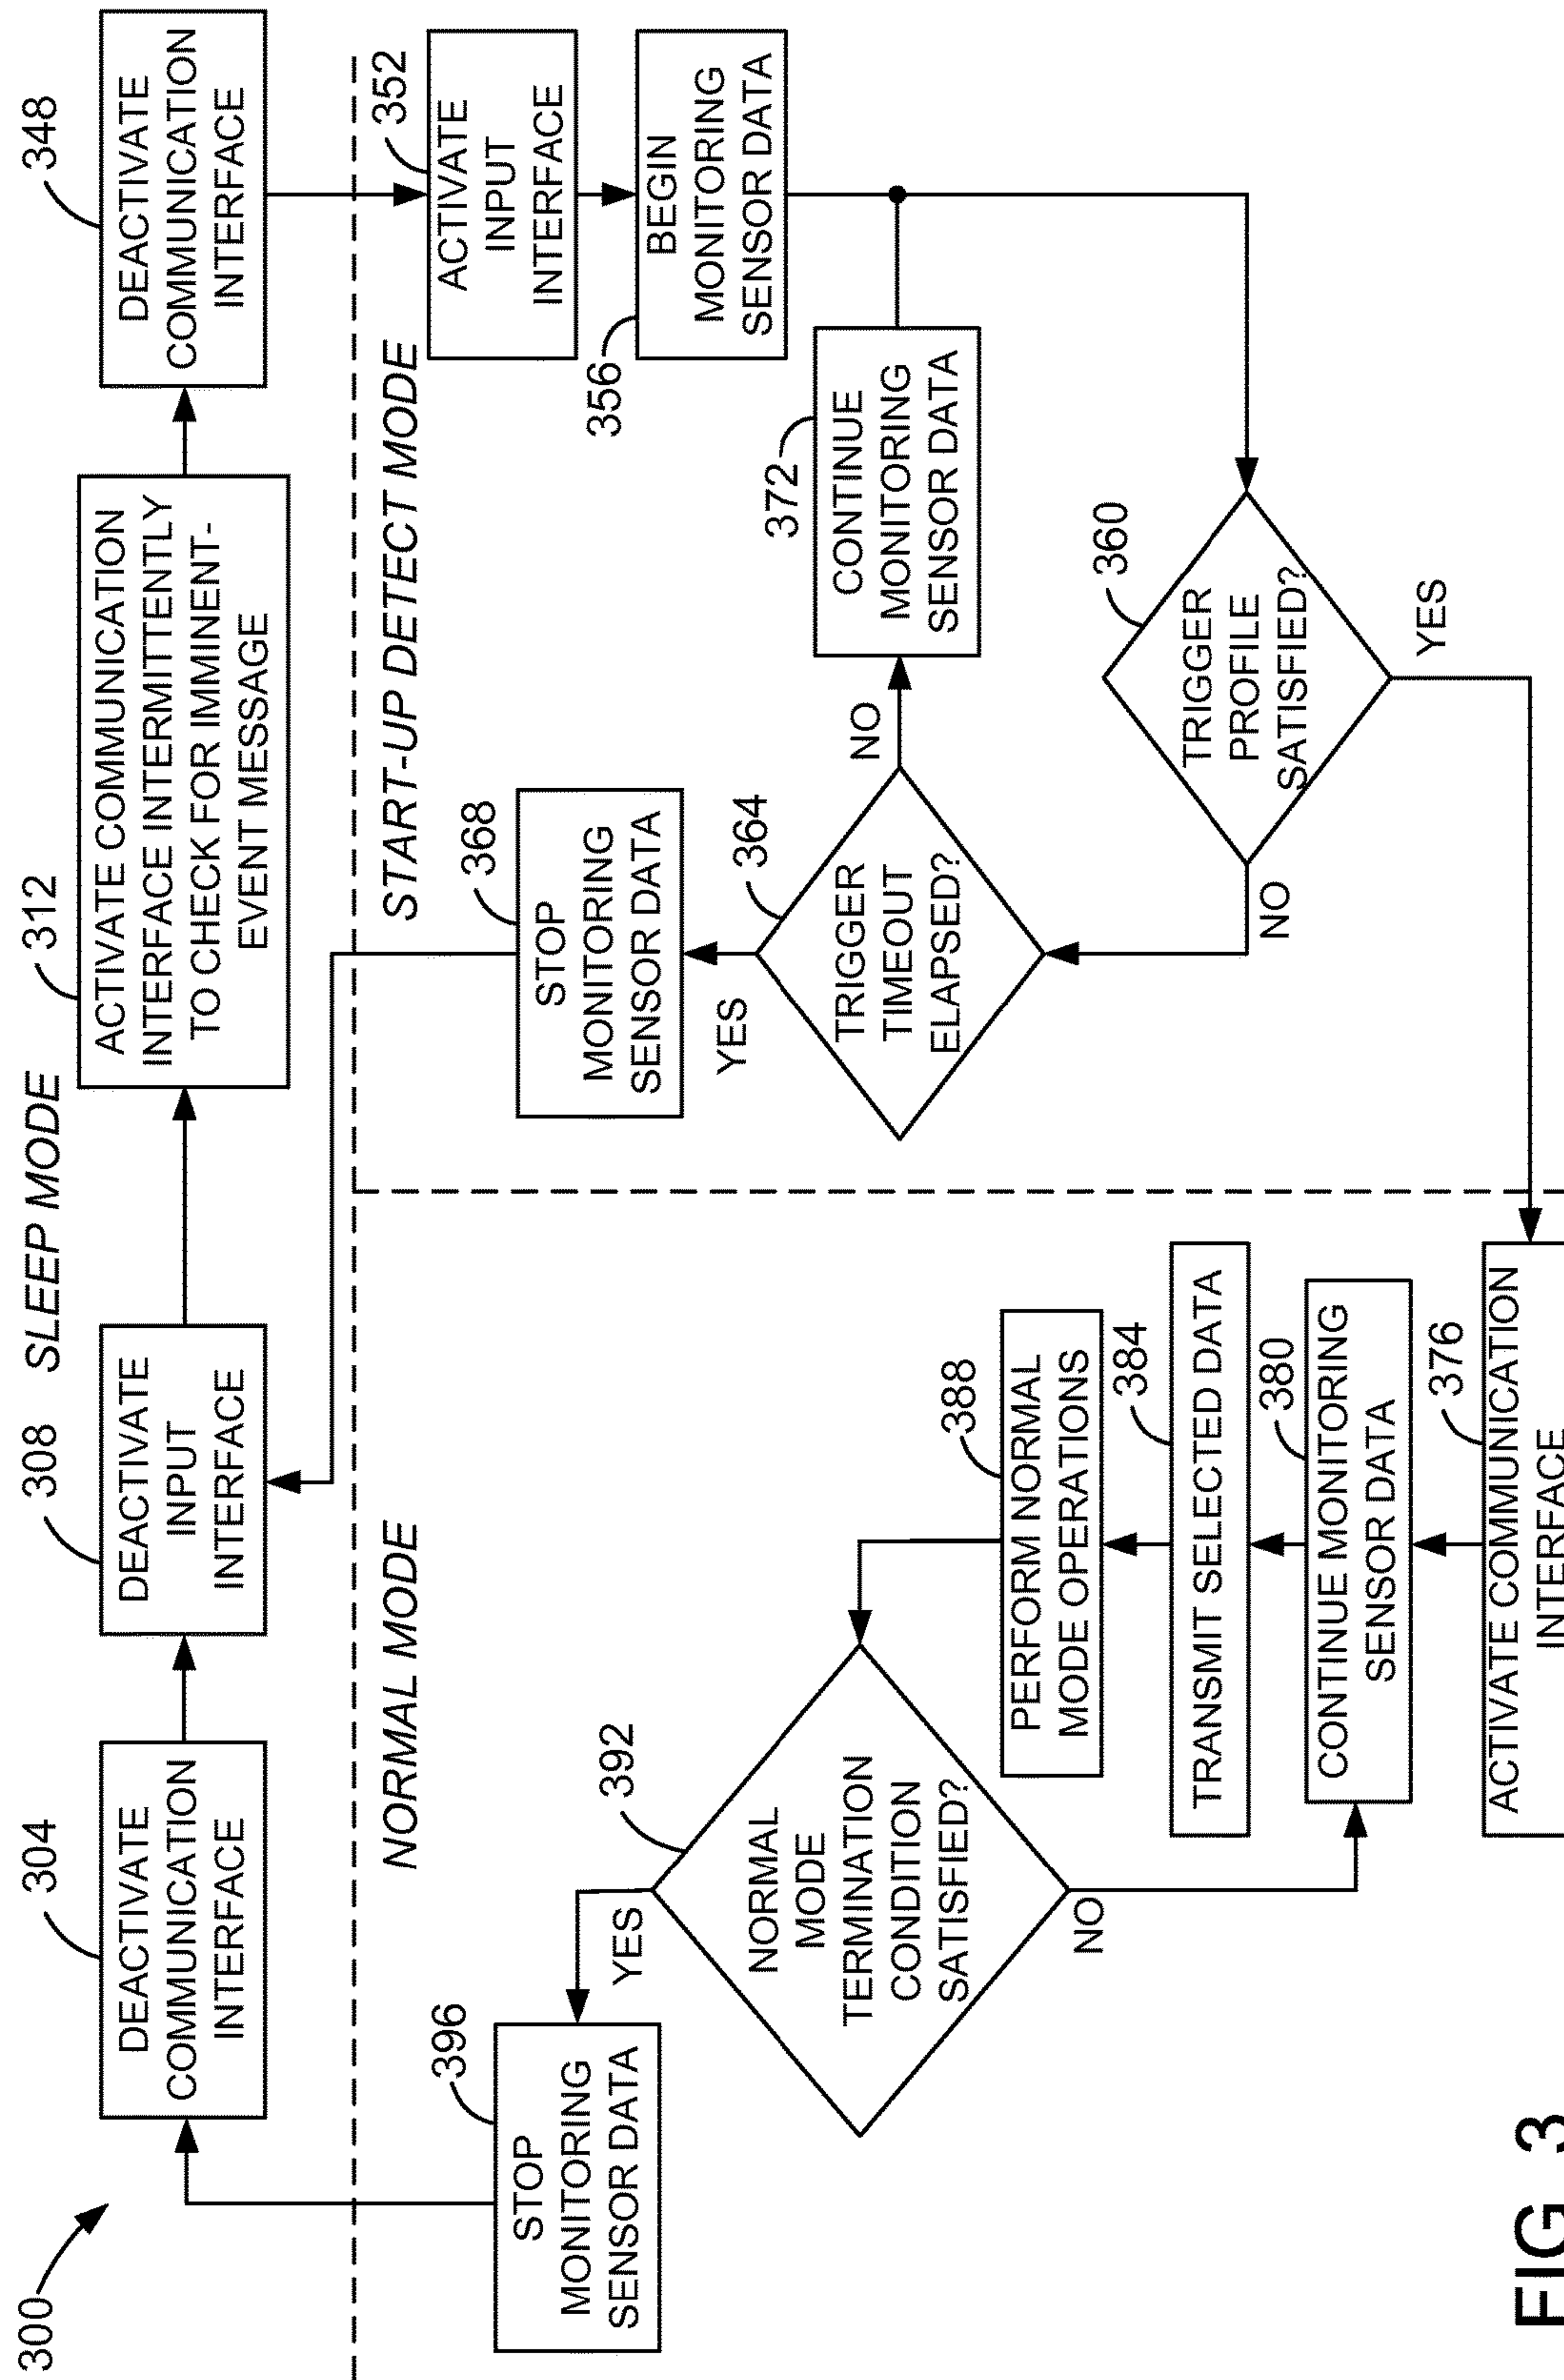 300
SLEEP MODE
304
DEACTIVATE
COMMUNICATION
INTERFACE
308
DEACTIVATE
INPUT
INTERFACE
312
ACTIVATE COMMUNICATION
INTERFACE INTERMITTENTLY
TO CHECK FOR IMMINENT-
EVENT MESSAGE
348
DEACTIVATE
COMMUNICATION
INTERFACE
START-UP DETECT MODE
352
ACTIVATE
INPUT
INTERFACE
356
BEGIN
MONITORING
SENSOR DATA
360
TRIGGER
PROFILE
SATISFIED?
YES
NO
364
TRIGGER
TIMEOUT
ELAPSED?
YES
NO
368
STOP
MONITORING
SENSOR DATA
372
CONTINUE
MONITORING
SENSOR DATA
NORMAL MODE
376
ACTIVATE COMMUNICATION
INTERFACE
380
CONTINUE MONITORING
SENSOR DATA
384
TRANSMIT SELECTED DATA
388
PERFORM NORMAL
MODE OPERATIONS
392
NORMAL
MODE
TERMINATION
CONDITION
SATISFIED?
YES
NO
396
STOP
MONITORING
SENSOR DATA
FIG. 3